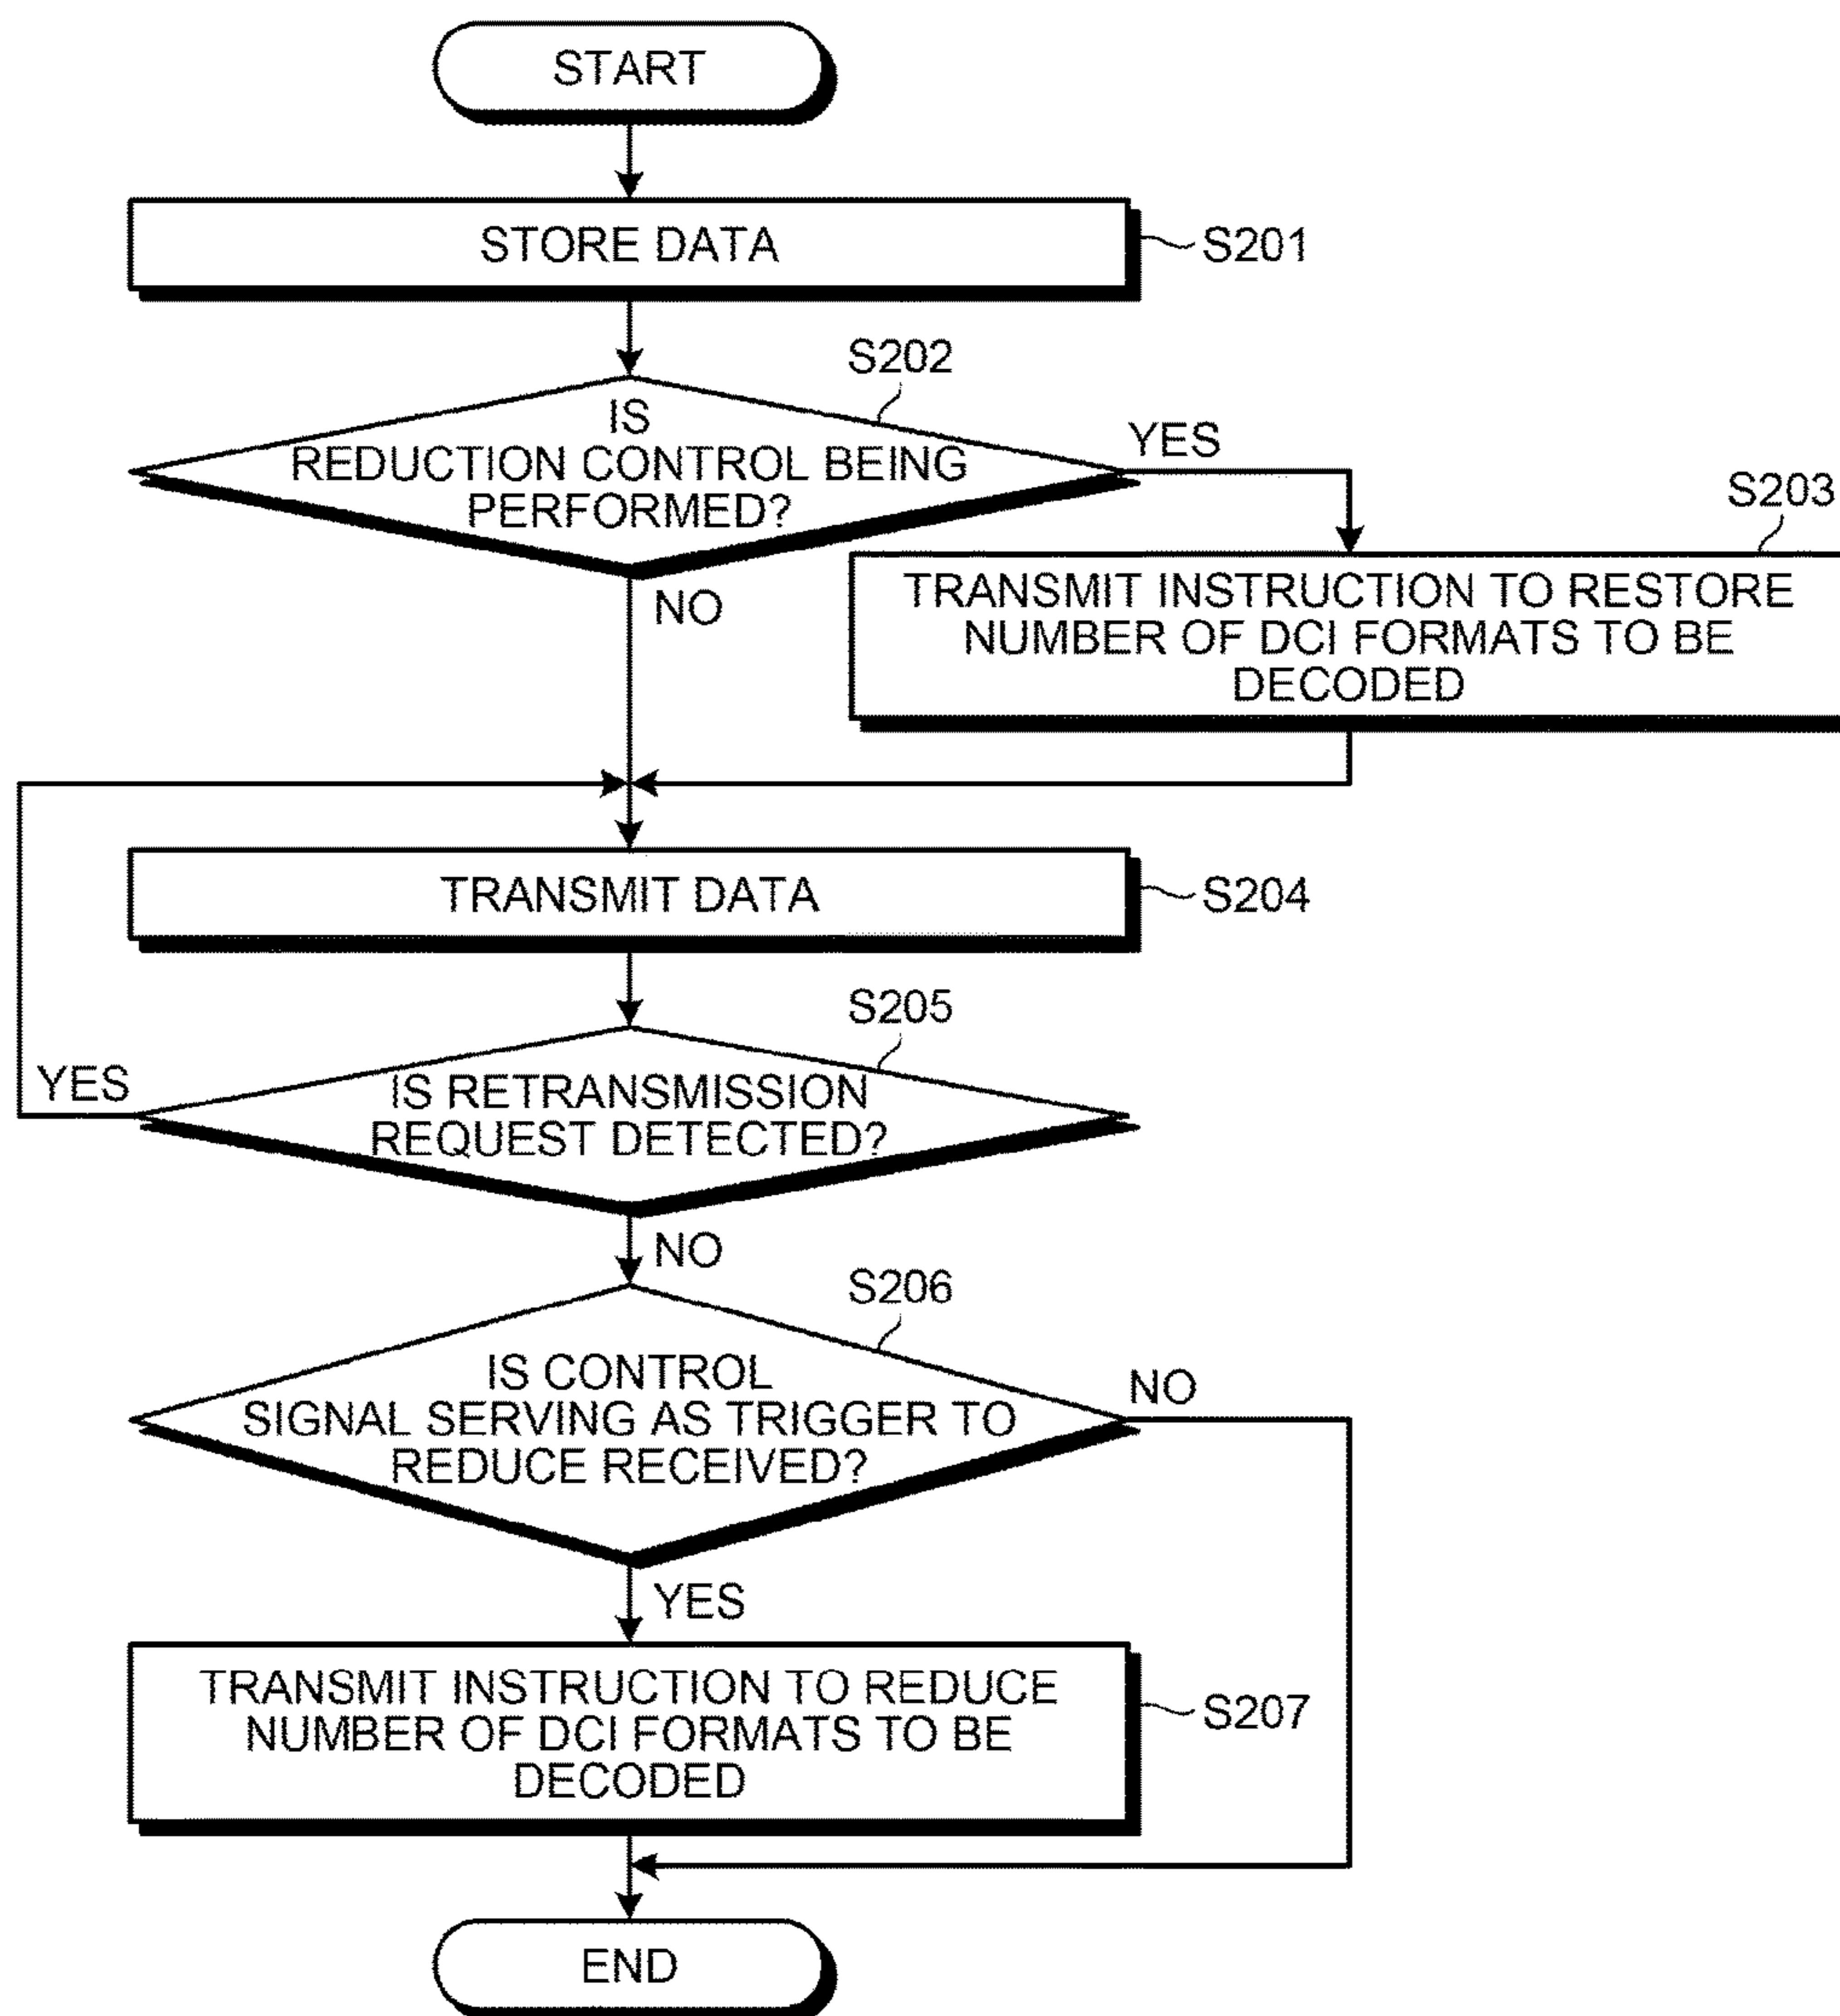 START
STORE DATA
S201
S202
IS
REDUCTION CONTROL BEING
PERFORMED?
YES
NO
S203
TRANSMIT INSTRUCTION TO RESTORE
NUMBER OF DCI FORMATS TO BE
DECODED
TRANSMIT DATA
S204
S205
IS RETRANSMISSION
REQUEST DETECTED?
YES
NO
S206
IS CONTROL
SIGNAL SERVING AS TRIGGER TO
REDUCE RECEIVED?
NO
YES
TRANSMIT INSTRUCTION TO REDUCE
NUMBER OF DCI FORMATS TO BE
DECODED
S207
END